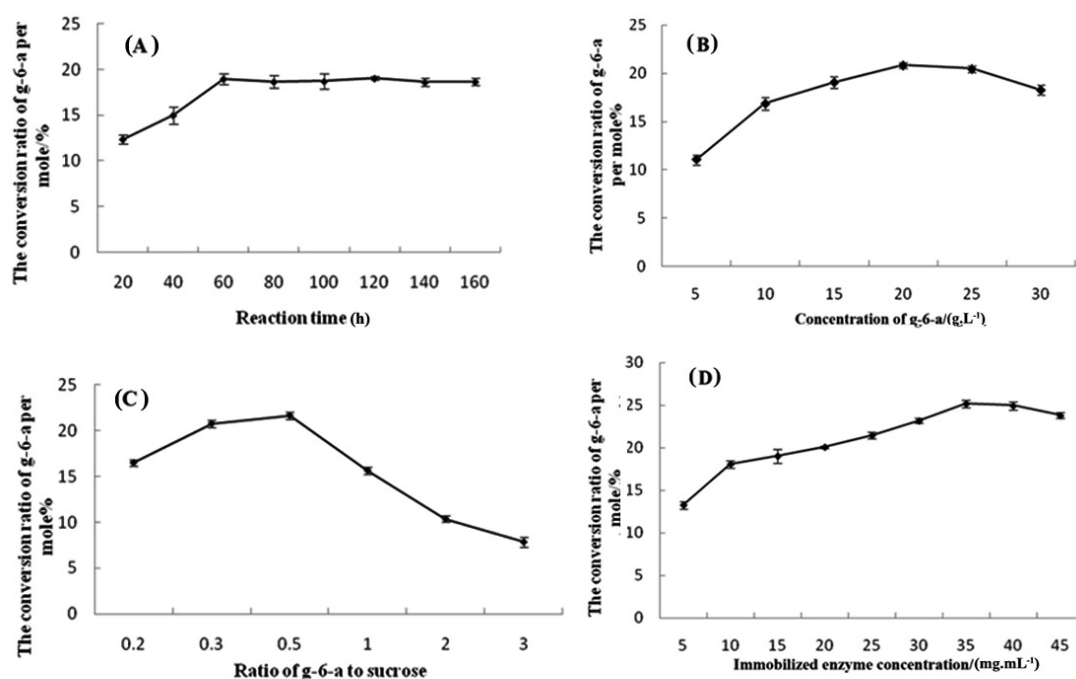 (A)
The conversion ratio of g-6-a per
mole/%
25
20
15
10
5
0
20 40 60 80 100 120 140 160
Reaction time (h)
(B)
The conversion ratio of g-6-a
per mole%
25
20
15
10
5
0
5 10 15 20 25 30
Concentration of g-6-a/(g.L⁻¹)
(C)
The conversion ratio of g-6-a per
mole%
25
20
15
10
5
0
0.2 0.3 0.5 1 2 3
Ratio of g-6-a to sucrose
(D)
The conversion ratio of g-6-a per
mole/%
30
25
20
15
10
5
0
5 10 15 20 25 30 35 40 45
Immobilized enzyme concentration/(mg.mL⁻¹)